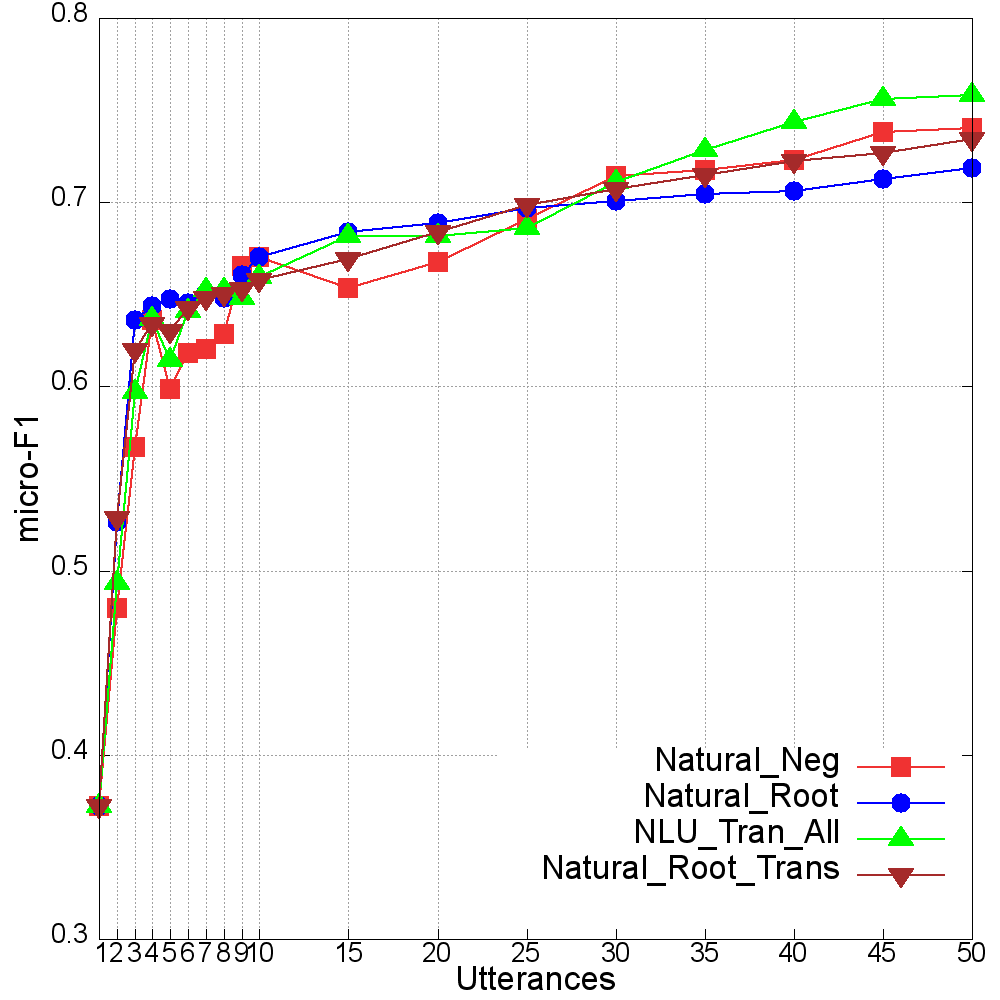 0.8
0.7
0.6
0.5
0.4
0.3
micro-F1
Natural_Neg
Natural_Root
NLU_Tran_All
Natural_Root_Trans
1 2 3 4 5 6 7 8 9 10 15 20 25 30 35 40 45 50
Utterances